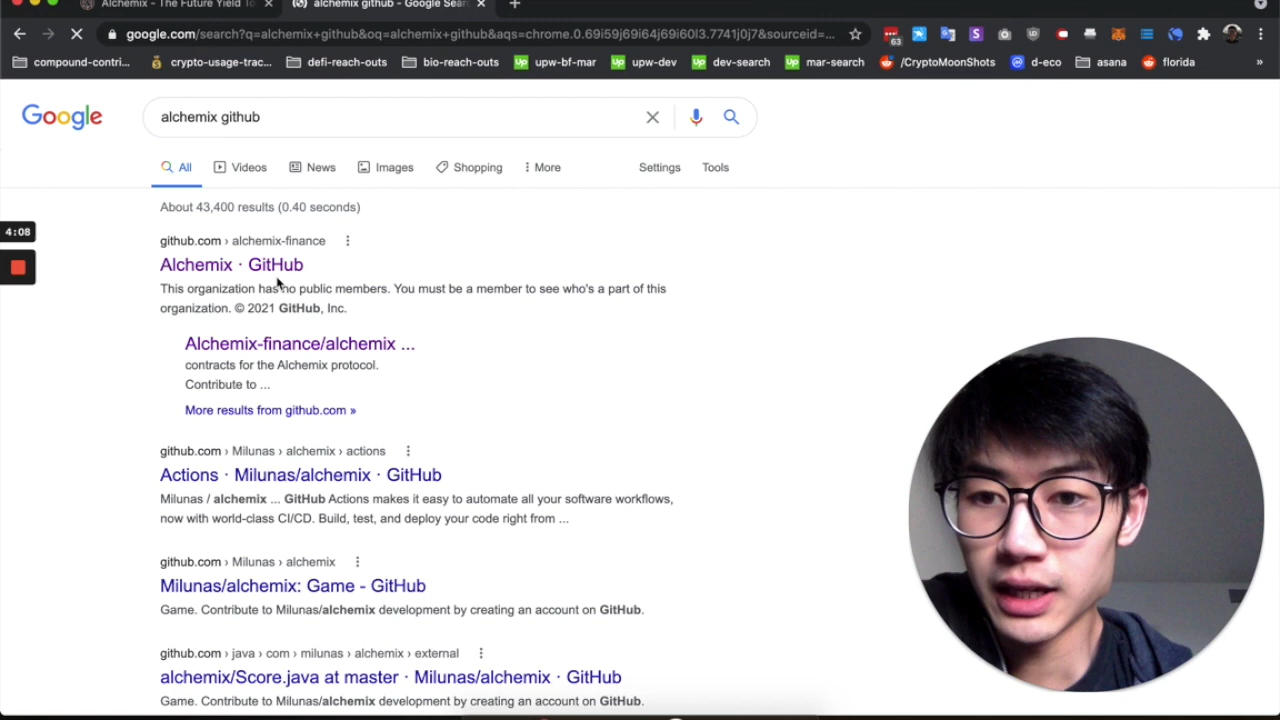 Alchemix - The Future Yield To
alchemix github - Google Sear
google.com/search?q=alchemix+github&oq=alchemix+github&aqs=chrome.0.69i59j69i64j69i60l3.7741j0j7&sourceid=...
63
compound-contri...
crypto-usage-trac...
defi-reach-outs
bio-reach-outs
Up upw-bf-mar
Up upw-dev
Up dev-search
Up mar-search
/CryptoMoonShots
d-eco
asana
florida
»
Google
alchemix github
All
Videos
News
Images
Shopping
More
Settings
Tools
About 43,400 results (0.40 seconds)
4:08
github.com › alchemix-finance
Alchemix · GitHub
This organization has no public members. You must be a member to see who's a part of this
organization. © 2021 GitHub, Inc.
Alchemix-finance/alchemix ...
contracts for the Alchemix protocol.
Contribute to ...
More results from github.com »
github.com › Milunas › alchemix › actions
Actions · Milunas/alchemix · GitHub
Milunas / alchemix ... GitHub Actions makes it easy to automate all your software workflows,
now with world-class CI/CD. Build, test, and deploy your code right from ...
github.com › Milunas › alchemix
Milunas/alchemix: Game - GitHub
Game. Contribute to Milunas/alchemix development by creating an account on GitHub.
github.com › java › com › milunas › alchemix › external
alchemix/Score.java at master · Milunas/alchemix · GitHub
Game. Contribute to Milunas/alchemix development by creating an account on GitHub.